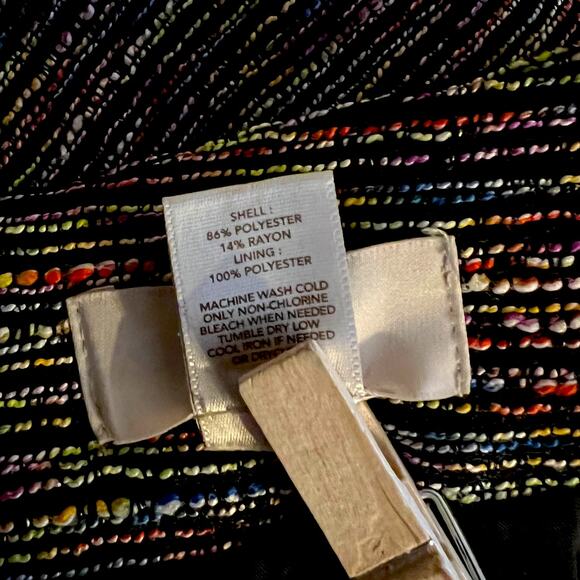 SHELL :
86% POLYESTER
14% RAYON
LINING :
100% POLYESTER
MACHINE WASH COLD
ONLY NON-CHLORINE
BLEACH WHEN NEEDED
TUMBLE DRY LOW
COOL IRON IF NEEDED
OR